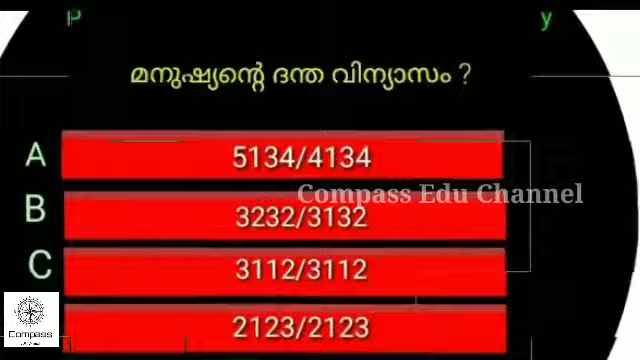 P y
മനുഷ്യന്റെ ദന്ത വിന്യാസം ?
A 5134/4134
Compass Edu Channel
B 3232/3132
C 3112/3112
2123/2123
Compass